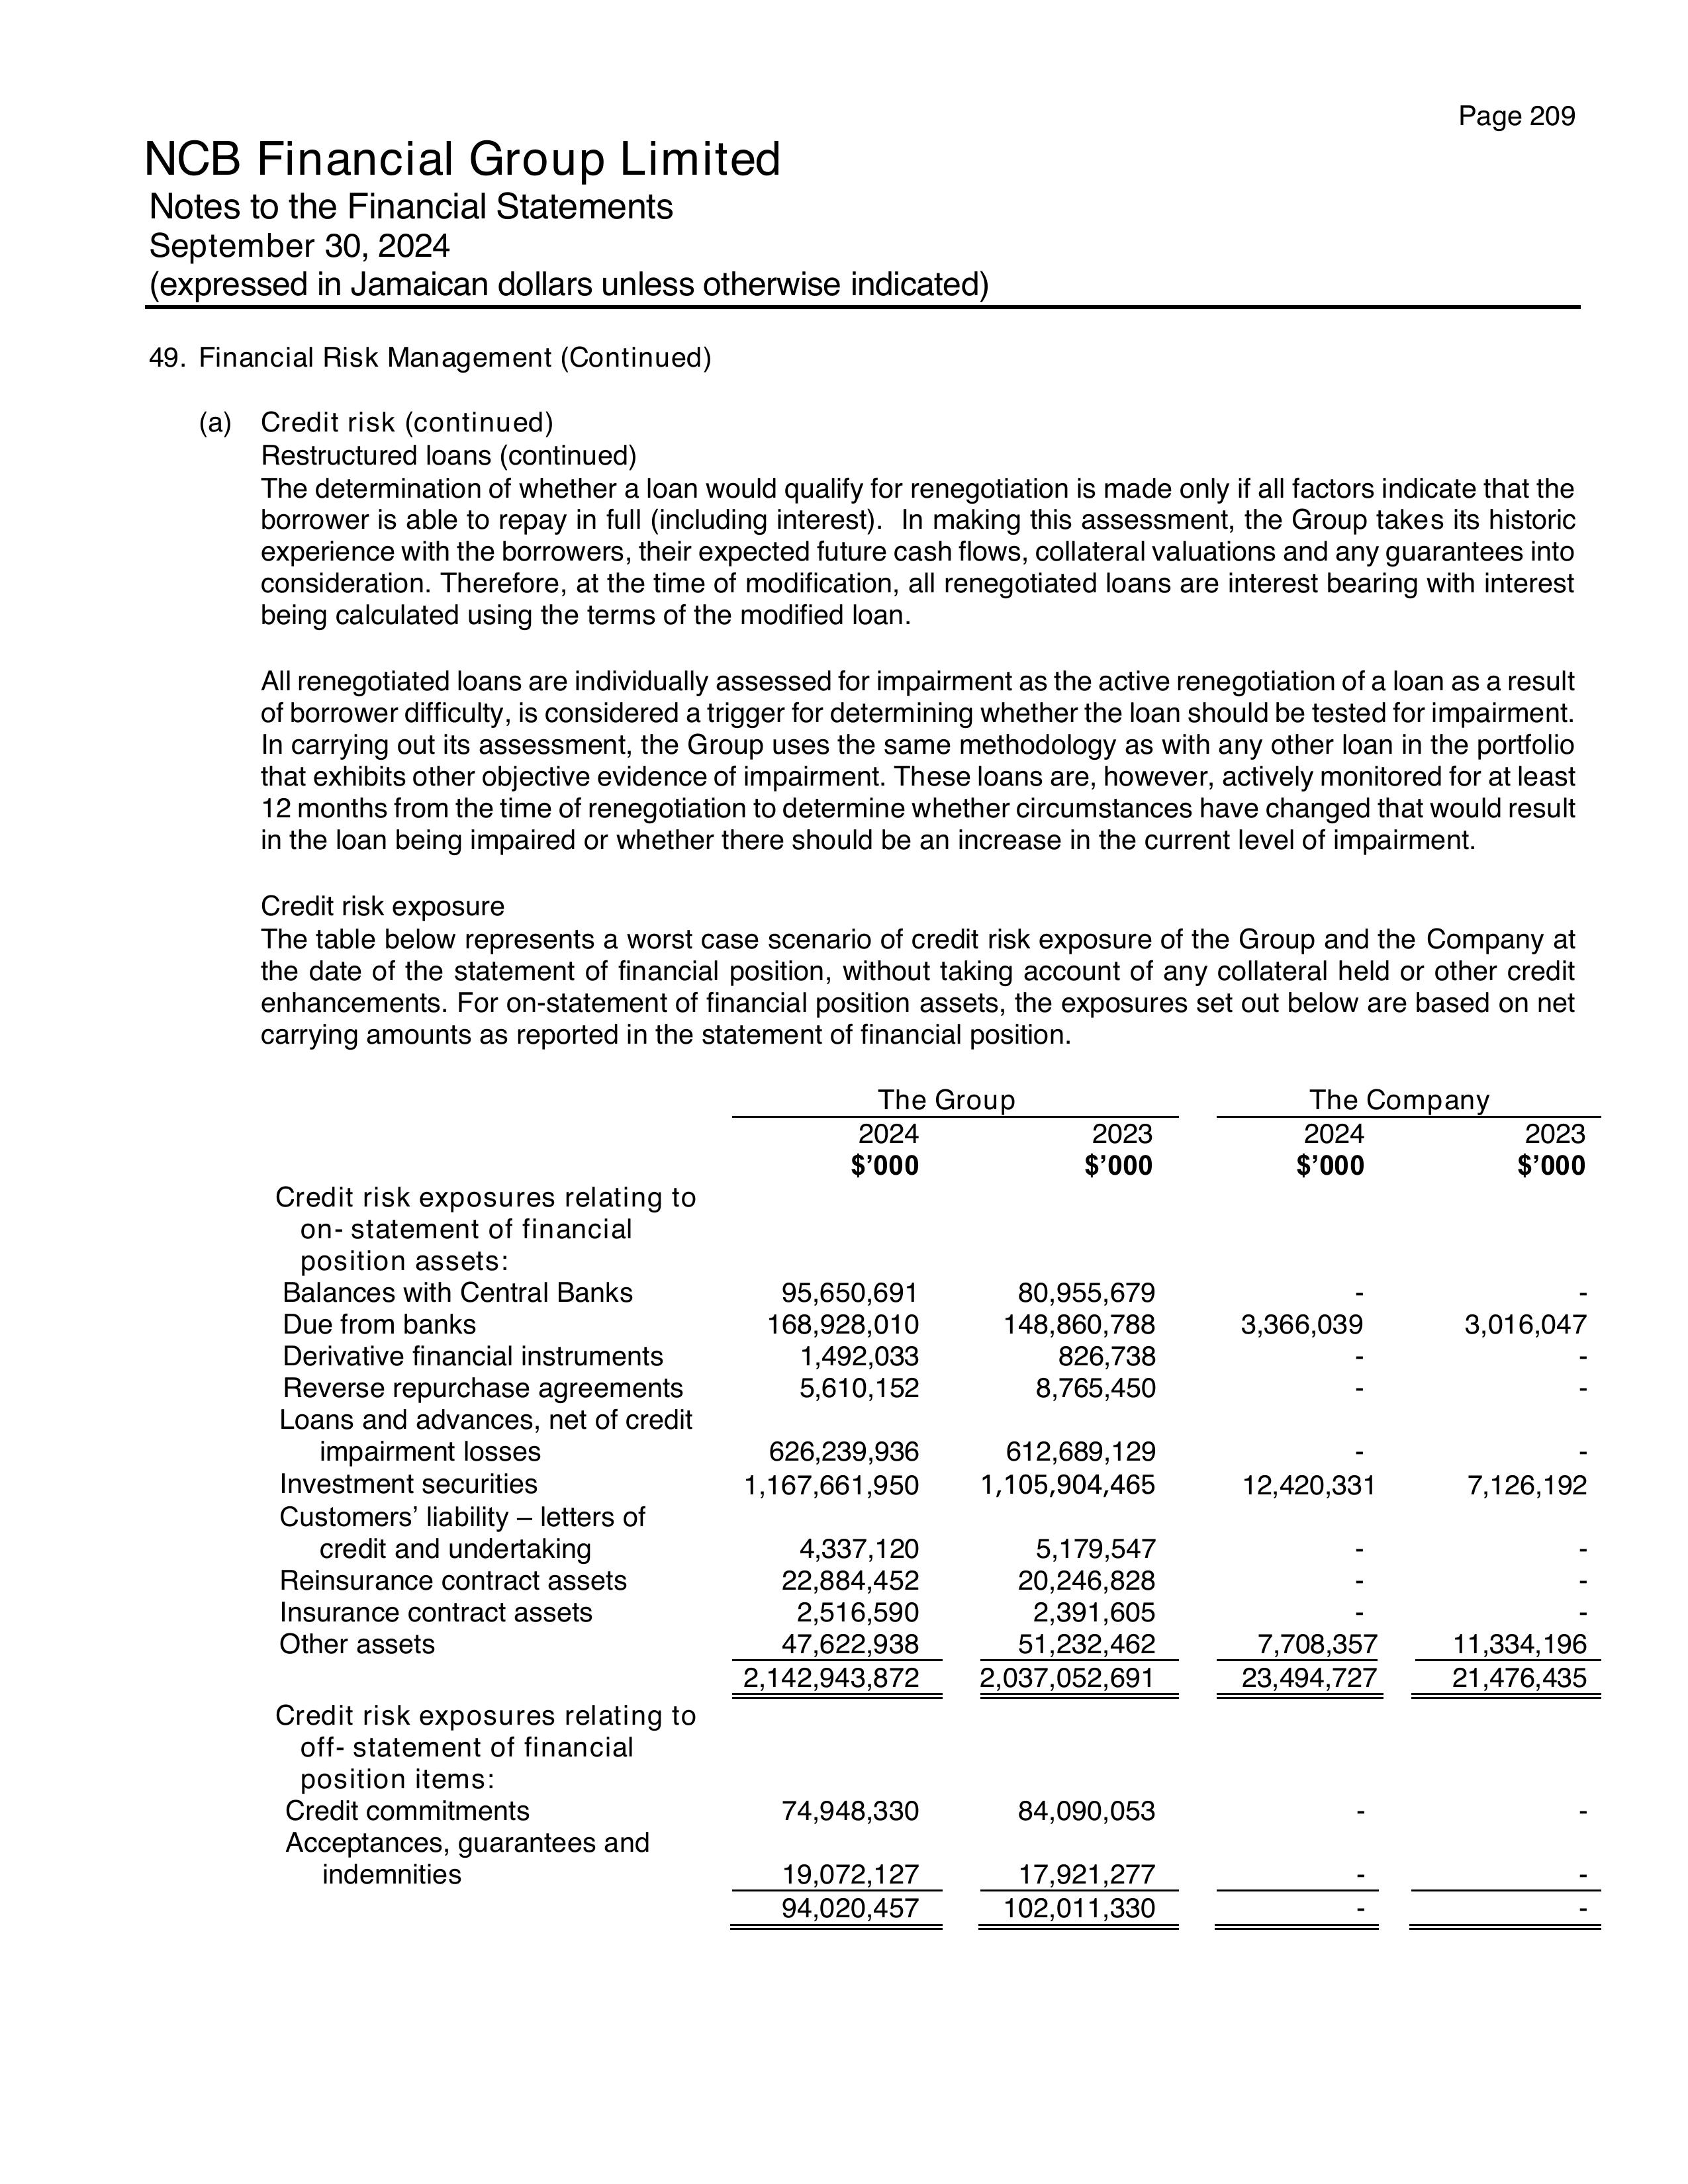 Page 209
NCB Financial Group Limited
Notes to the Financial Statements
September 30, 2024
(expressed in Jamaican dollars unless otherwise indicated)
49. Financial Risk Management (Continued)
(a) Credit risk (continued)
Restructured loans (continued)
The determination of whether a loan would qualify for renegotiation is made only if all factors indicate that the
borrower is able to repay in full (including interest). In making this assessment, the Group takes its historic
experience with the borrowers, their expected future cash flows, collateral valuations and any guarantees into
consideration. Therefore, at the time of modification, all renegotiated loans are interest bearing with interest
being calculated using the terms of the modified loan.
All renegotiated loans are individually assessed for impairment as the active renegotiation of a loan as a result
of borrower difficulty, is considered a trigger for determining whether the loan should be tested for impairment.
In carrying out its assessment, the Group uses the same methodology as with any other loan in the portfolio
that exhibits other objective evidence of impairment. These loans are, however, actively monitored for at least
12 months from the time of renegotiation to determine whether circumstances have changed that would result
in the loan being impaired or whether there should be an increase in the current level of impairment.
Credit risk exposure
The table below represents a worst case scenario of credit risk exposure of the Group and the Company at
the date of the statement of financial position, without taking account of any collateral held or other credit
enhancements. For on-statement of financial position assets, the exposures set out below are based on net
carrying amounts as reported in the statement of financial position.
The Group The Company
2024 2023 2024 2023
$’000 $’000 $’000 $’000
Credit risk exposures relating to
on- statement of financial
position assets:
Balances with Central Banks 95,650,691 80,955,679 - -
Due from banks 168,928,010 148,860,788 3,366,039 3,016,047
Derivative financial instruments 1,492,033 826,738 - -
Reverse repurchase agreements 5,610,152 8,765,450 - -
Loans and advances, net of credit
impairment losses 626,239,936 612,689,129 - -
Investment securities 1,167,661,950 1,105,904,465 12,420,331 7,126,192
Customers’ liability – letters of
credit and undertaking 4,337,120 5,179,547 - -
Reinsurance contract assets 22,884,452 20,246,828 - -
Insurance contract assets 2,516,590 2,391,605 - -
Other assets 47,622,938 51,232,462 7,708,357 11,334,196
2,142,943,872 2,037,052,691 23,494,727 21,476,435
Credit risk exposures relating to
off- statement of financial
position items:
Credit commitments 74,948,330 84,090,053 - -
Acceptances, guarantees and
indemnities 19,072,127 17,921,277 - -
94,020,457 102,011,330 - -